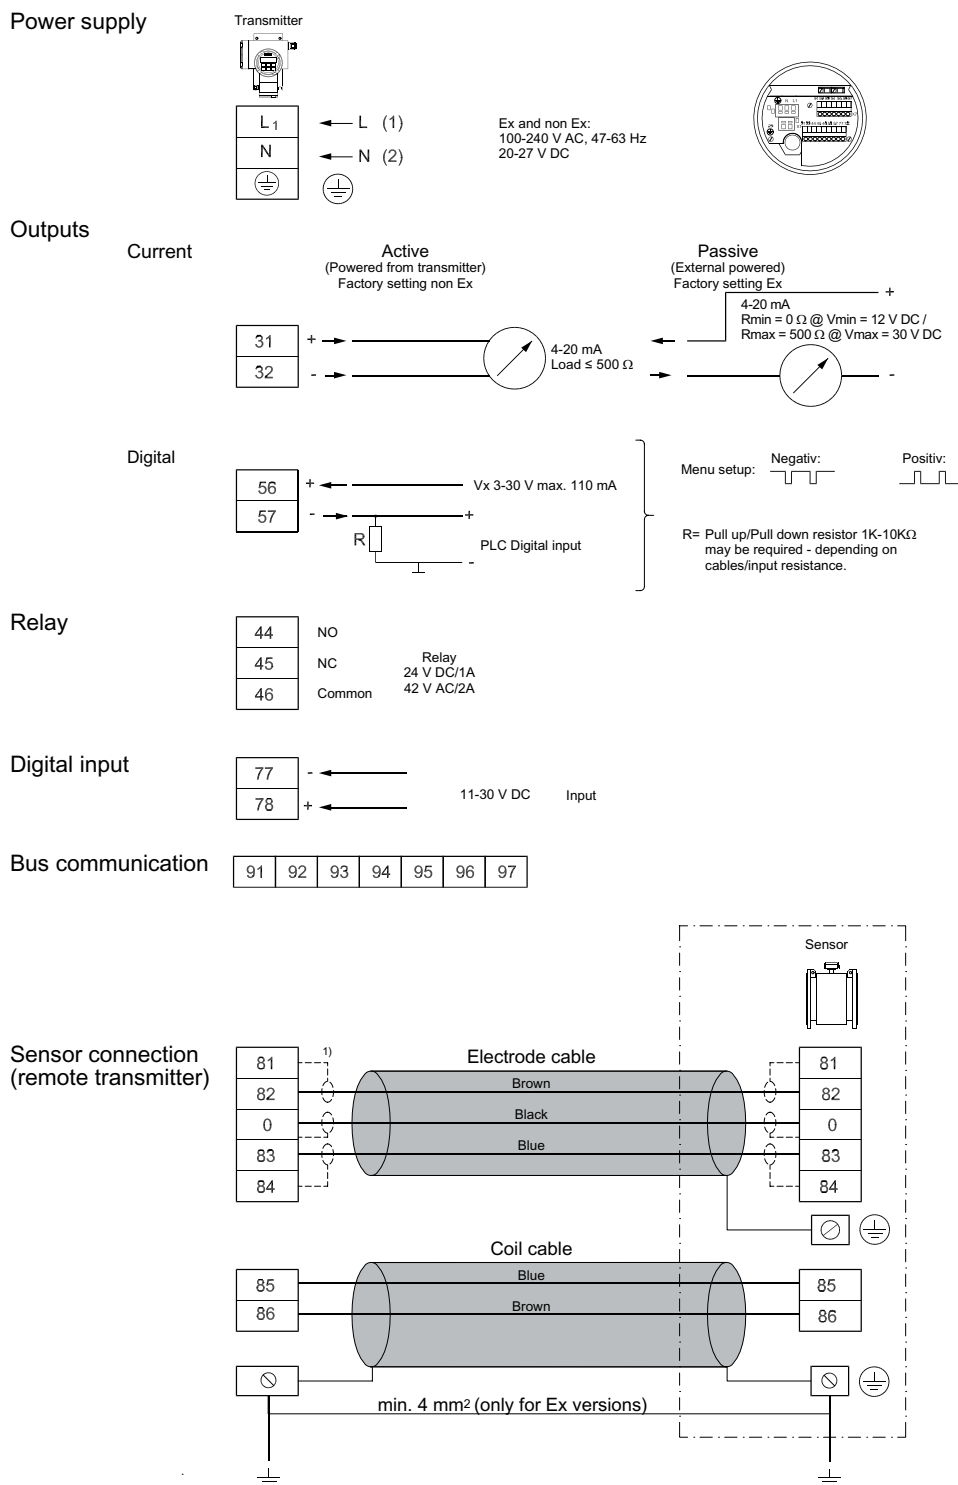 Power supply
Transmitter
L1
L (1)
N
N (2)
Ex and non Ex:
100-240 V AC, 47-63 Hz
20-27 V DC
Outputs
Current
Active
(Powered from transmitter)
Factory setting non Ex
Passive
(External powered)
Factory setting Ex
+
4-20 mA
Rmin = 0 Ω @ Vmin = 12 V DC /
Rmax = 500 Ω @ Vmax = 30 V DC
31
+
32
-
4-20 mA
Load ≤ 500 Ω
-
Digital
56
+
Vx 3-30 V max. 110 mA
57
-
+
R
PLC Digital input
-
Menu setup:
Negativ:
Positiv:
R= Pull up/Pull down resistor 1K-10KΩ
may be required - depending on
cables/input resistance.
Relay
44
NO
45
NC
46
Common
Relay
24 V DC/1A
42 V AC/2A
Digital input
77
-
78
+
11-30 V DC
Input
Bus communication
91 92 93 94 95 96 97
Sensor
Sensor connection
(remote transmitter)
81
1)
82
0
83
84
Electrode cable
Brown
Black
Blue
81
82
0
83
84
Coil cable
Blue
Brown
85
86
85
86
min. 4 mm2 (only for Ex versions)